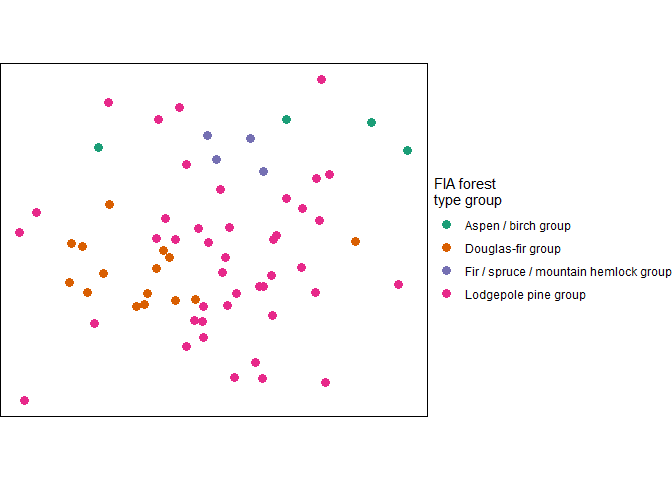 FIA forest
type group
Aspen / birch group
Douglas-fir group
Fir / spruce / mountain hemlock group
Lodgepole pine group